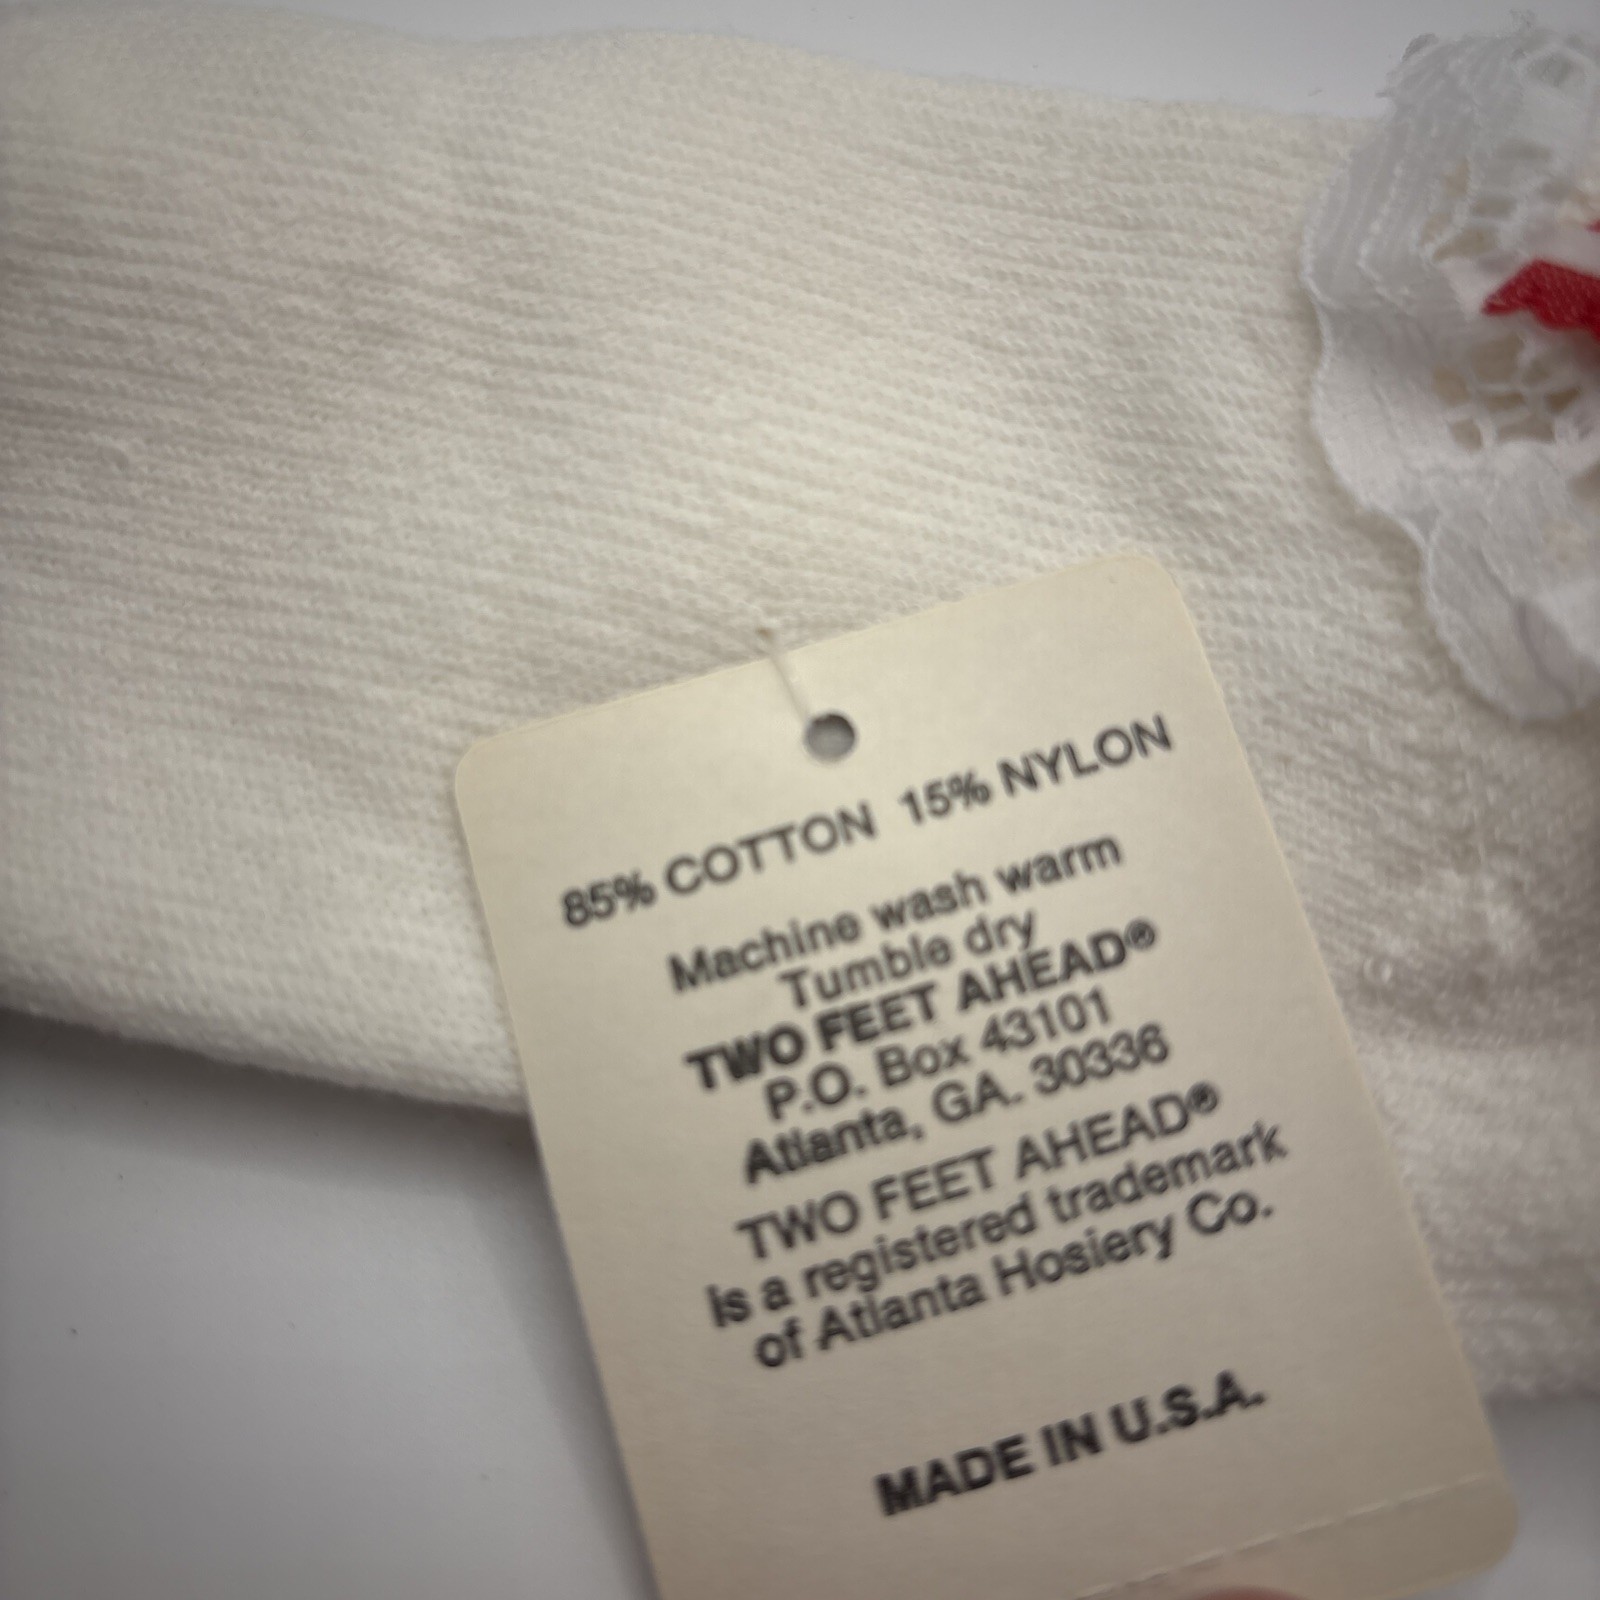 85% COTTON 15% NYLON
Machine wash warm
Tumble dry
TWO FEET AHEAD®
P.O. Box 43101
Atlanta, GA. 30336
TWO FEET AHEAD®
is a registered trademark
of Atlanta Hosiery Co.
MADE IN U.S.A.